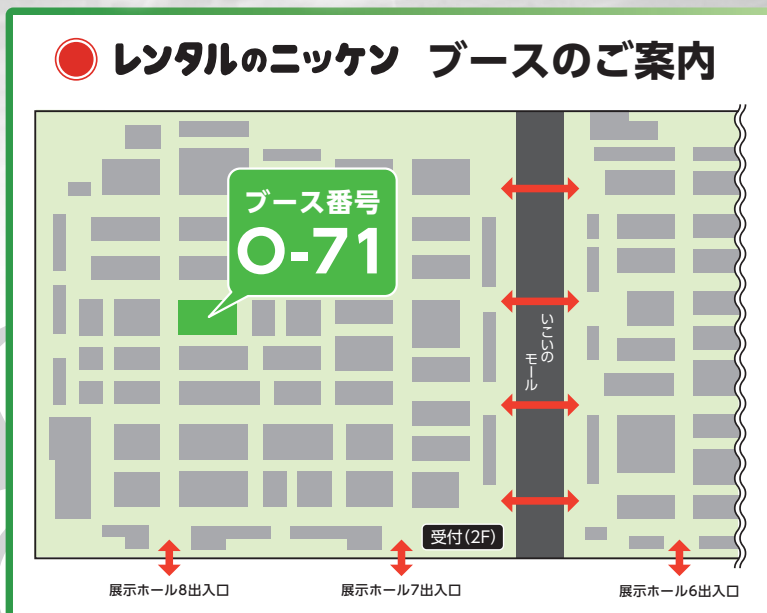 レンタルのニッケン ブースのご案内
ブース番号
O-71
いこいの
モール
受付(2F)
展示ホール8出入口
展示ホール7出入口
展示ホール6出入口